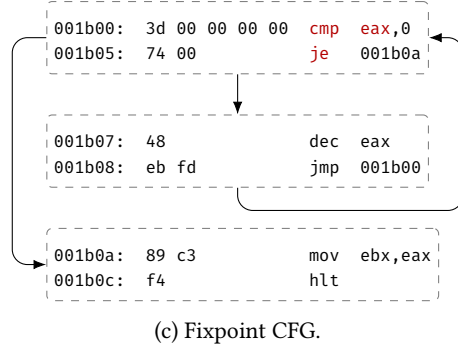 001b00: 3d 00 00 00 00 cmp eax,0
001b05: 74 00 je 001b0a
001b07: 48 dec eax
001b08: eb fd jmp 001b00
001b0a: 89 c3 mov ebx,eax
001b0c: f4 hlt
(c) Fixpoint CFG.